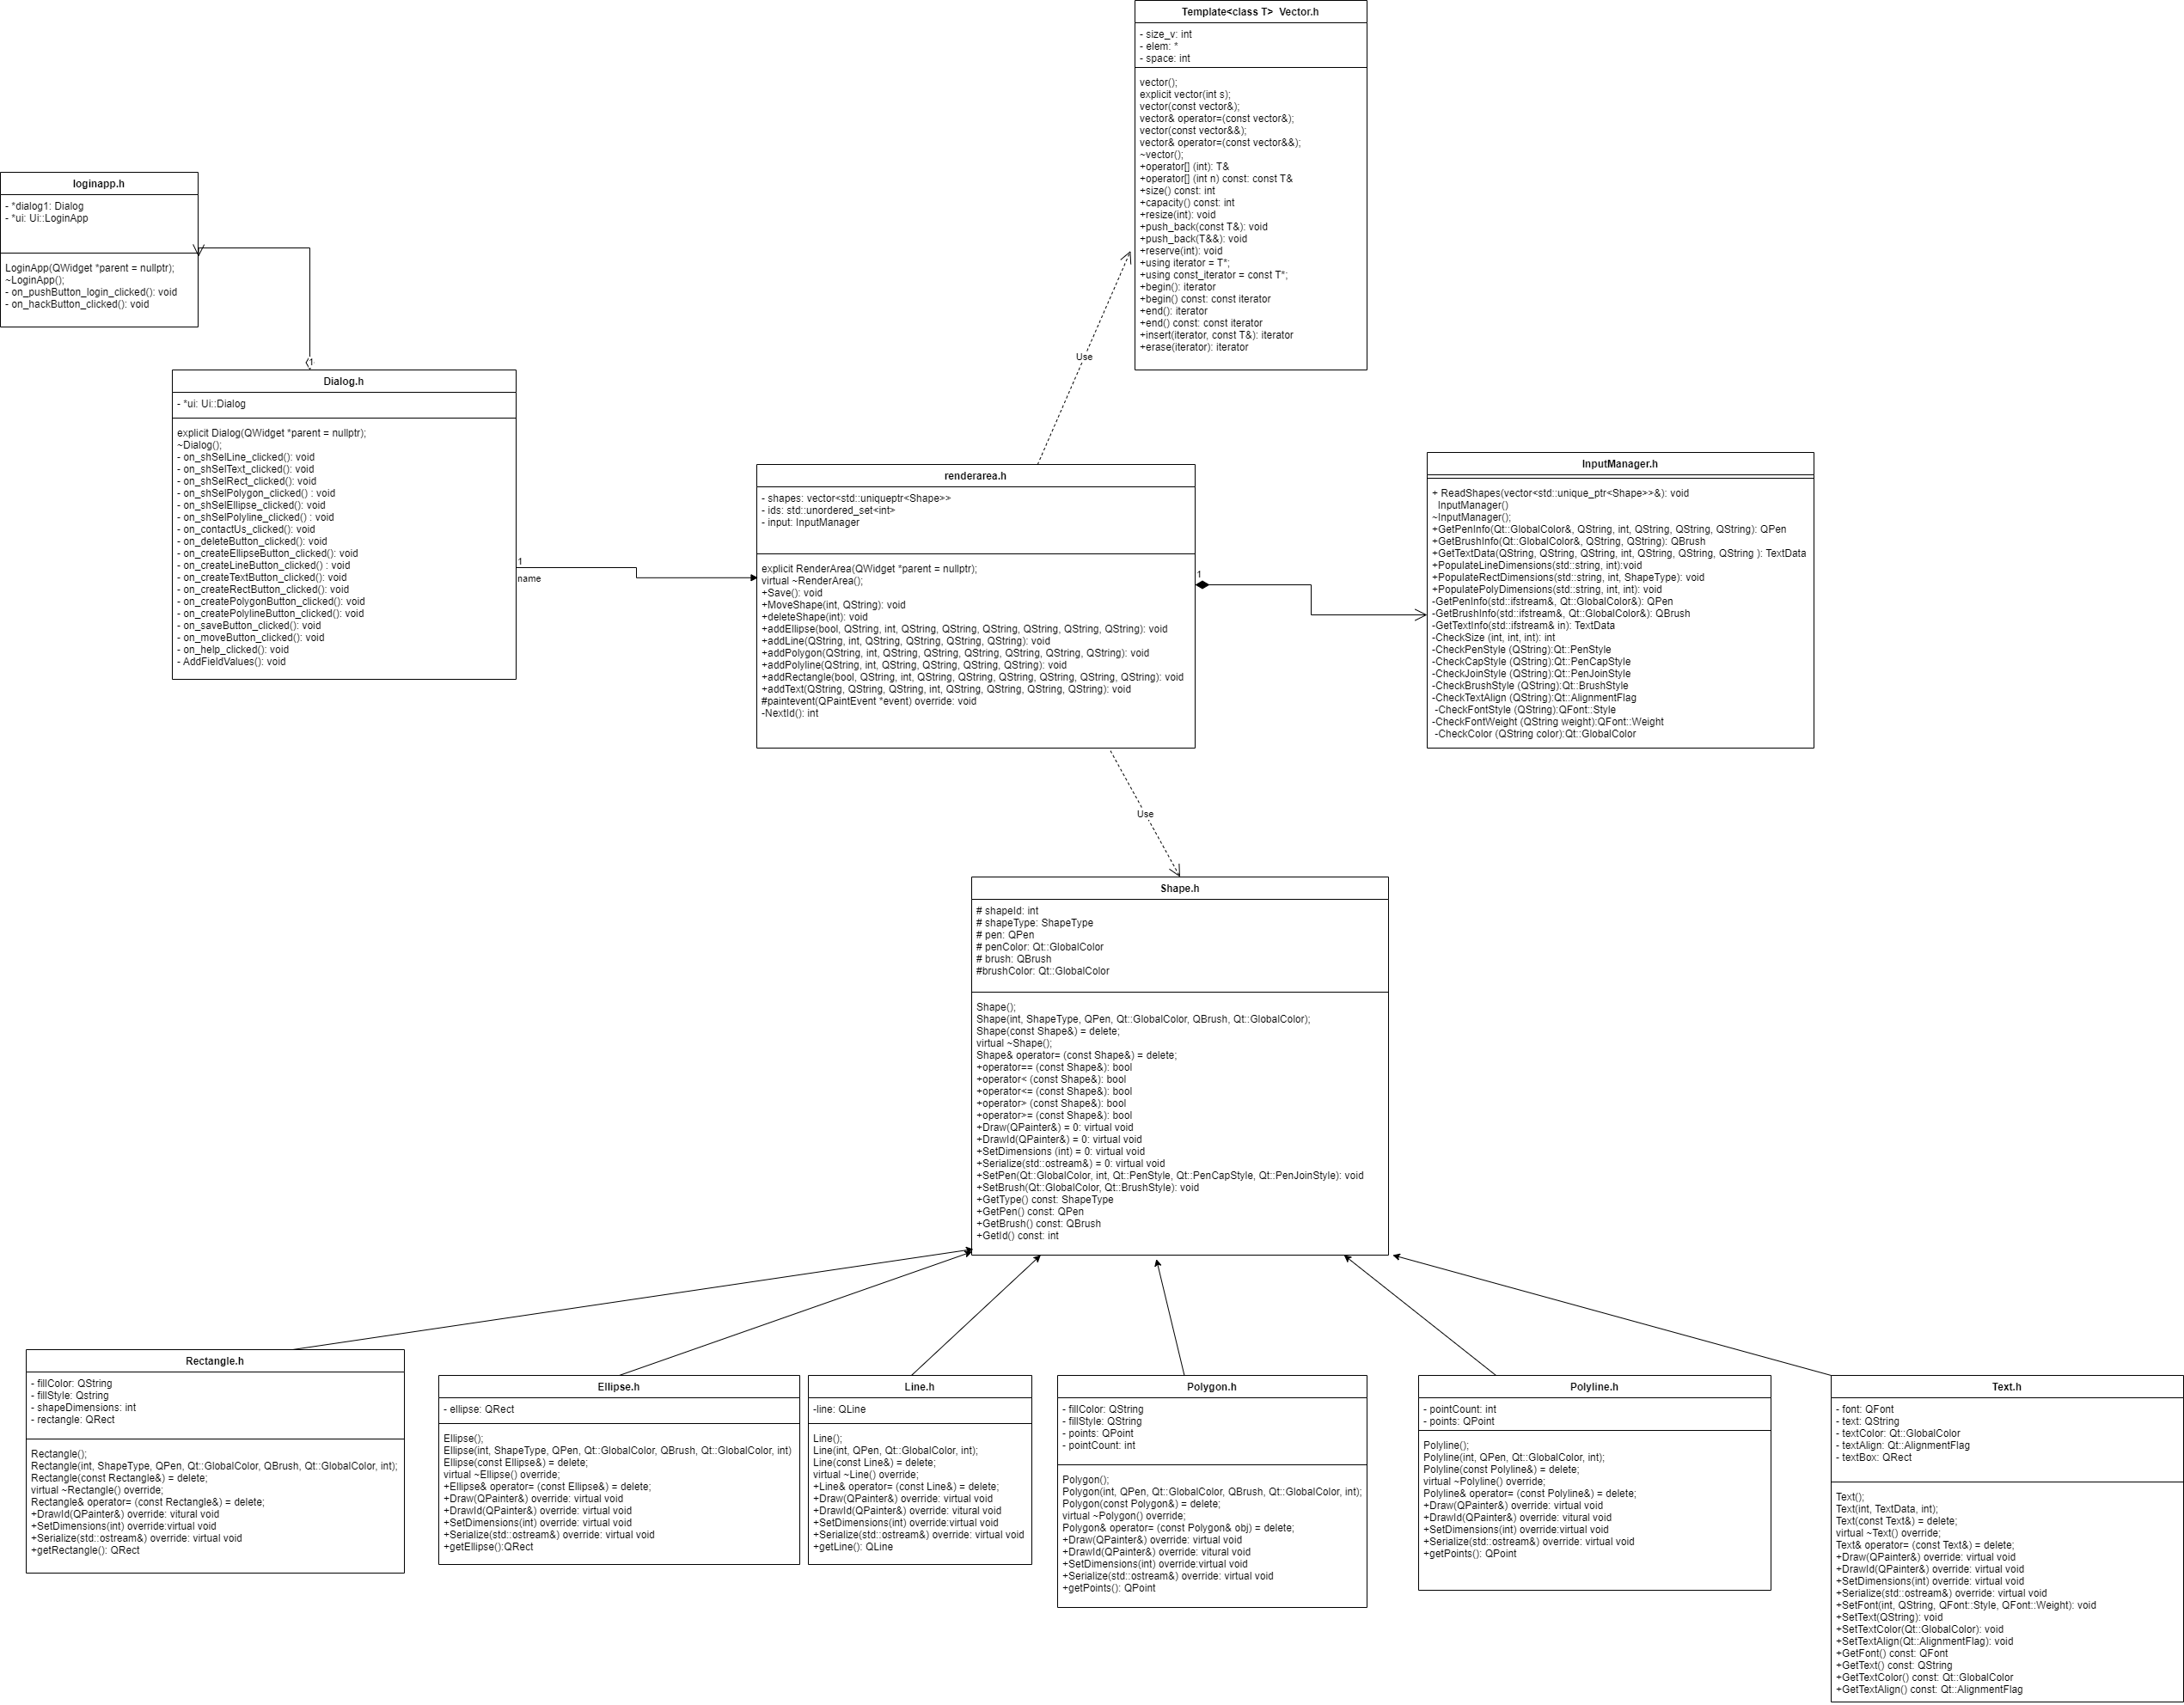 Template<class T>  Vector.h
- size_v: int
- elem: *
- space: int
vector();
explicit vector(int s);
vector(const vector&);
vector& operator=(const vector&);
vector(const vector&&);
vector& operator=(const vector&&);
~vector();
+operator[] (int): T&
+operator[] (int n) const: const T&
+size() const: int
+capacity() const: int
+resize(int): void
+push_back(const T&): void
+push_back(T&&): void
+reserve(int): void
+using iterator = T*;
+using const_iterator = const T*;
+begin(): iterator
+begin() const: const iterator
+end(): iterator
+end() const: const iterator
+insert(iterator, const T&): iterator
+erase(iterator): iterator
loginapp.h
- *dialog1: Dialog
- *ui: Ui::LoginApp
LoginApp(QWidget *parent = nullptr);
~LoginApp();
- on_pushButton_login_clicked(): void
- on_hackButton_clicked(): void
1
Dialog.h
- *ui: Ui::Dialog
explicit Dialog(QWidget *parent = nullptr);
~Dialog();
- on_shSelLine_clicked(): void
- on_shSelText_clicked(): void
- on_shSelRect_clicked(): void
- on_shSelPolygon_clicked() : void
- on_shSelEllipse_clicked(): void
- on_shSelPolyline_clicked() : void
- on_contactUs_clicked(): void
- on_deleteButton_clicked(): void
- on_createEllipseButton_clicked(): void
- on_createLineButton_clicked() : void
- on_createTextButton_clicked(): void
- on_createRectButton_clicked(): void
- on_createPolygonButton_clicked(): void
- on_createPolylineButton_clicked(): void
- on_saveButton_clicked(): void
- on_moveButton_clicked(): void
- on_help_clicked(): void
- AddFieldValues(): void
1
name
Use
renderarea.h
- shapes: vector<std::uniqueptr<Shape>>
- ids: std::unordered_set<int>
- input: InputManager
explicit RenderArea(QWidget *parent = nullptr);
virtual ~RenderArea();
+Save(): void
+MoveShape(int, QString): void
+deleteShape(int): void
+addEllipse(bool, QString, int, QString, QString, QString, QString, QString, QString): void
+addLine(QString, int, QString, QString, QString, QString): void
+addPolygon(QString, int, QString, QString, QString, QString, QString, QString): void
+addPolyline(QString, int, QString, QString, QString, QString): void
+addRectangle(bool, QString, int, QString, QString, QString, QString, QString, QString): void
+addText(QString, QString, QString, int, QString, QString, QString, QString): void
#paintevent(QPaintEvent *event) override: void
-NextId(): int
1
InputManager.h
+ ReadShapes(vector<std::unique_ptr<Shape>>&): void
InputManager()
~InputManager();
+GetPenInfo(Qt::GlobalColor&, QString, int, QString, QString, QString): QPen
+GetBrushInfo(Qt::GlobalColor&, QString, QString): QBrush
+GetTextData(QString, QString, QString, int, QString, QString, QString ): TextData
+PopulateLineDimensions(std::string, int):void
+PopulateRectDimensions(std::string, int, ShapeType): void
+PopulatePolyDimensions(std::string, int, int): void
-GetPenInfo(std::ifstream&, Qt::GlobalColor&): QPen
-GetBrushInfo(std::ifstream&, Qt::GlobalColor&): QBrush
-GetTextInfo(std::ifstream& in): TextData
-CheckSize (int, int, int): int
-CheckPenStyle (QString):Qt::PenStyle
-CheckCapStyle (QString):Qt::PenCapStyle
-CheckJoinStyle (QString):Qt::PenJoinStyle
-CheckBrushStyle (QString):Qt::BrushStyle
-CheckTextAlign (QString):Qt::AlignmentFlag
-CheckFontStyle (QString):QFont::Style
-CheckFontWeight (QString weight):QFont::Weight
-CheckColor (QString color):Qt::GlobalColor
Use
Shape.h
# shapeId: int
# shapeType: ShapeType
# pen: QPen
# penColor: Qt::GlobalColor
# brush: QBrush
#brushColor: Qt::GlobalColor
Shape();
Shape(int, ShapeType, QPen, Qt::GlobalColor, QBrush, Qt::GlobalColor);
Shape(const Shape&) = delete;
virtual ~Shape();
Shape& operator= (const Shape&) = delete;
+operator== (const Shape&): bool
+operator< (const Shape&): bool
+operator<= (const Shape&): bool
+operator> (const Shape&): bool
+operator>= (const Shape&): bool
+Draw(QPainter&) = 0: virtual void
+DrawId(QPainter&) = 0: virtual void
+SetDimensions (int) = 0: virtual void
+Serialize(std::ostream&) = 0: virtual void
+SetPen(Qt::GlobalColor, int, Qt::PenStyle, Qt::PenCapStyle, Qt::PenJoinStyle): void
+SetBrush(Qt::GlobalColor, Qt::BrushStyle): void
+GetType() const: ShapeType
+GetPen() const: QPen
+GetBrush() const: QBrush
+GetId() const: int
Rectangle.h
- fillColor: QString
- fillStyle: Qstring
- shapeDimensions: int
- rectangle: QRect
Rectangle();
Rectangle(int, ShapeType, QPen, Qt::GlobalColor, QBrush, Qt::GlobalColor, int);
Rectangle(const Rectangle&) = delete;
virtual ~Rectangle() override;
Rectangle& operator= (const Rectangle&) = delete;
+DrawId(QPainter&) override: vitural void
+SetDimensions(int) override:virtual void
+Serialize(std::ostream&) override: virtual void
+getRectangle(): QRect
Ellipse.h
- ellipse: QRect
Ellipse();
Ellipse(int, ShapeType, QPen, Qt::GlobalColor, QBrush, Qt::GlobalColor, int)
Ellipse(const Ellipse&) = delete;
virtual ~Ellipse() override;
+Ellipse& operator= (const Ellipse&) = delete;
+Draw(QPainter&) override: virtual void
+DrawId(QPainter&) override: virtual void
+SetDimensions(int) override: virtual void
+Serialize(std::ostream&) override: virtual void
+getEllipse():QRect
Line.h
-line: QLine
Line();
Line(int, QPen, Qt::GlobalColor, int);
Line(const Line&) = delete;
virtual ~Line() override;
+Line& operator= (const Line&) = delete;
+Draw(QPainter&) override: virtual void
+DrawId(QPainter&) override: vitural void
+SetDimensions(int) override: virtual void
+Serialize(std::ostream&) override: virtual void
+getLine(): QLine
Polygon.h
- fillColor: QString
- fillStyle: QString
- points: QPoint
- pointCount: int
Polygon();
Polygon(int, QPen, Qt::GlobalColor, QBrush, Qt::GlobalColor, int);
Polygon(const Polygon&) = delete;
virtual ~Polygon() override;
Polygon& operator= (const Polygon& obj) = delete;
+Draw(QPainter&) override: virtual void
+DrawId(QPainter&) override: vitural void
+SetDimensions(int) override:virtual void
+Serialize(std::ostream&) override: virtual void
+getPoints(): QPoint
Polyline.h
- pointCount: int
- points: QPoint
Polyline();
Polyline(int, QPen, Qt::GlobalColor, int);
Polyline(const Polyline&) = delete;
virtual ~Polyline() override;
Polyline& operator= (const Polyline&) = delete;
+Draw(QPainter&) override: virtual void
+DrawId(QPainter&) override: vitural void
+SetDimensions(int) override:virtual void
+Serialize(std::ostream&) override: virtual void
+getPoints(): QPoint
Text.h
- font: QFont
- text: QString
- textColor: Qt::GlobalColor
- textAlign: Qt::AlignmentFlag
- textBox: QRect
Text();
Text(int, TextData, int);
Text(const Text&) = delete;
virtual ~Text() override;
Text& operator= (const Text&) = delete;
+Draw(QPainter&) override: virtual void
+DrawId(QPainter&) override: virtual void
+SetDimensions(int) override: virtual void
+Serialize(std::ostream&) override: virtual void
+SetFont(int, QString, QFont::Style, QFont::Weight): void
+SetText(QString): void
+SetTextColor(Qt::GlobalColor): void
+SetTextAlign(Qt::AlignmentFlag): void
+GetFont() const: QFont
+GetText() const: QString
+GetTextColor() const: Qt::GlobalColor
+GetTextAlign() const: Qt::AlignmentFlag